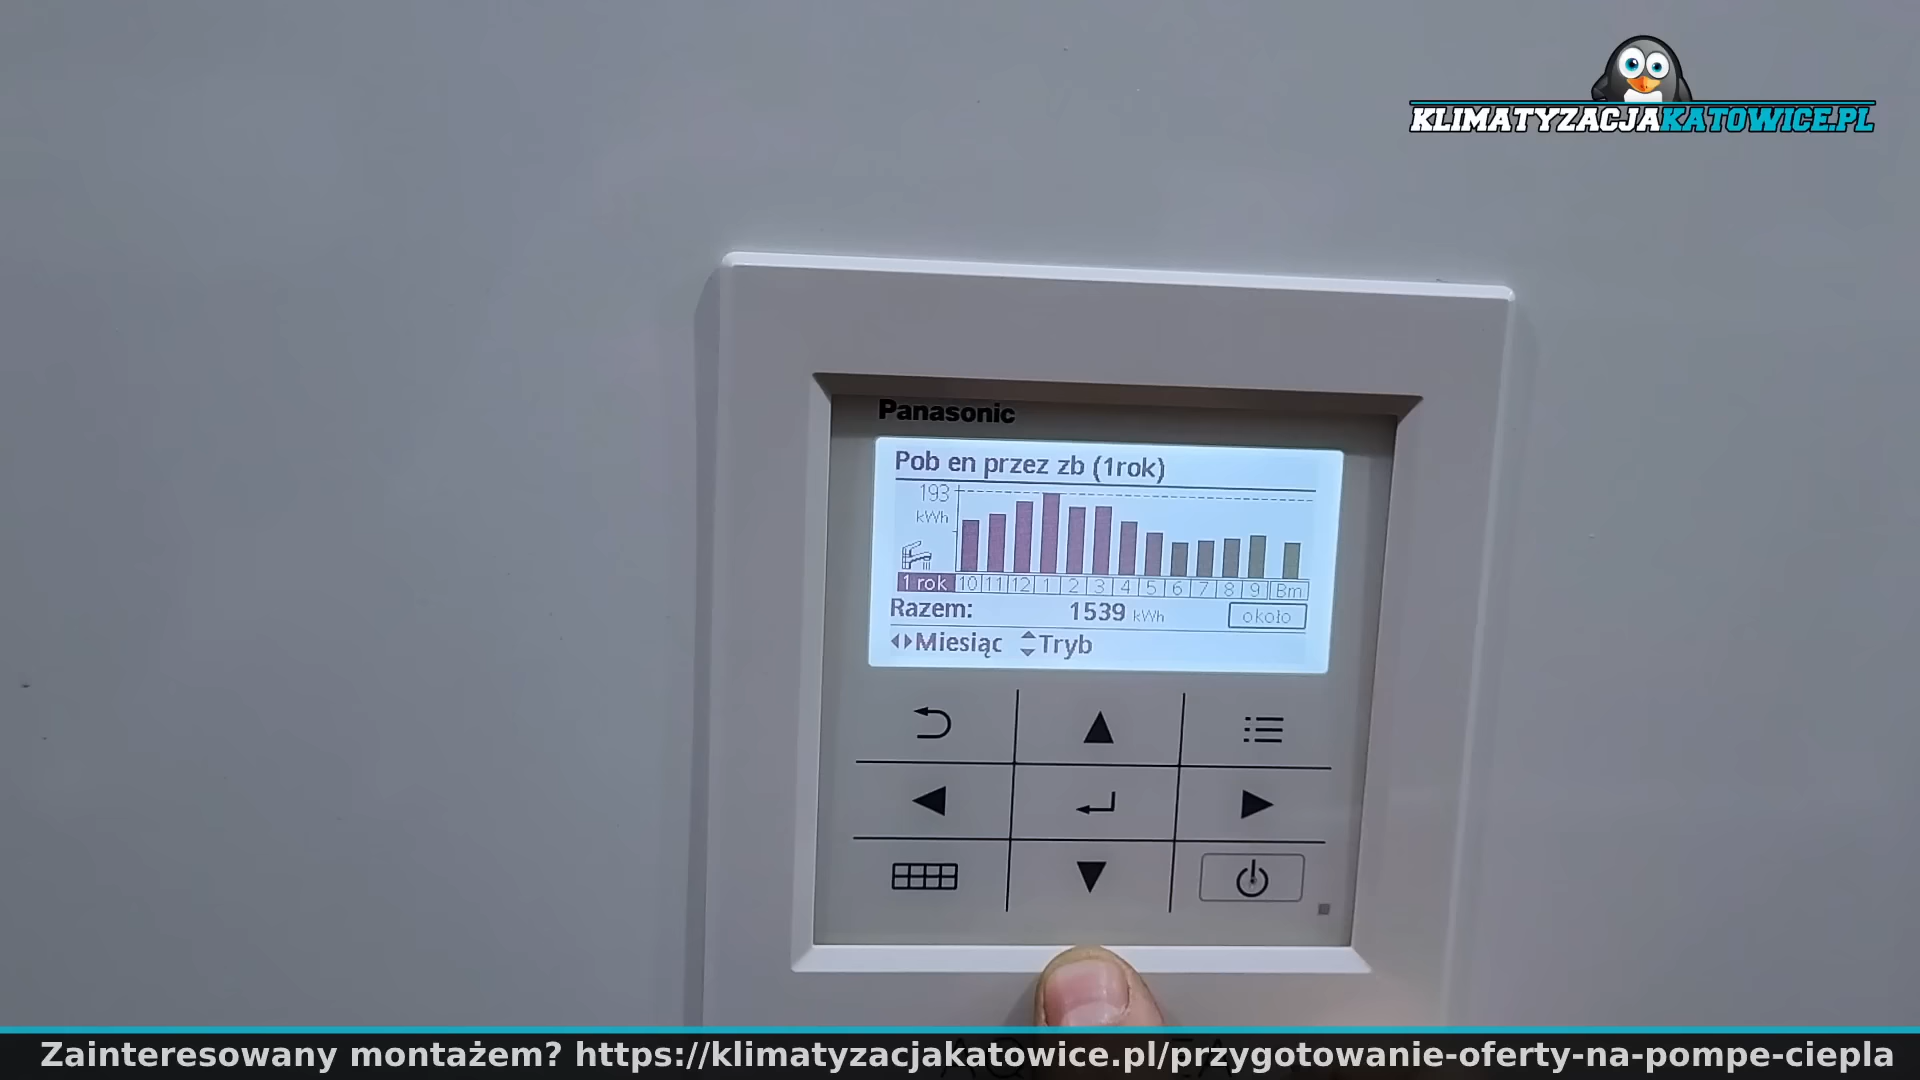 KLIMATYZACJAKATOWICE.PL
Panasonic
Pob en przez zb (1rok)
193
kWh
1 rok 10 11 12 1 2 3 4 5 6 7 8 9 Bm
Razem: 1539 kWh około
Miesiąc Tryb
Zainteresowany montażem? https://klimatyzacjakatowice.pl/przygotowanie-oferty-na-pompe-ciepla